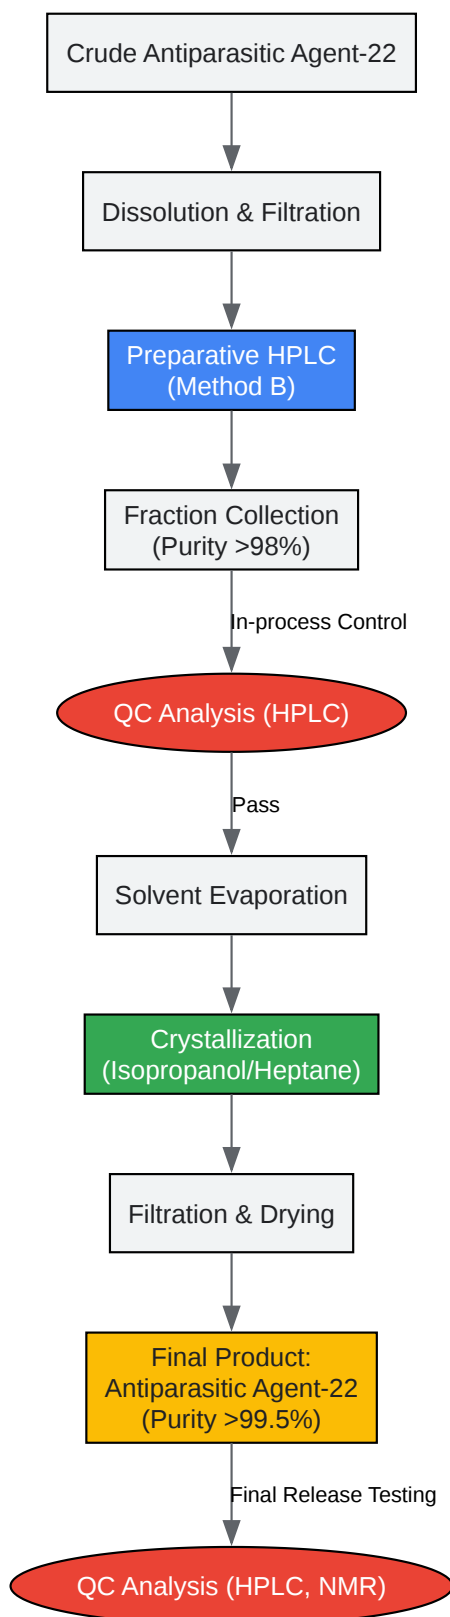 Crude Antiparasitic Agent-22
Dissolution & Filtration
Preparative HPLC
(Method B)
Fraction Collection
(Purity >98%)
In-process Control
QC Analysis (HPLC)
Pass
Solvent Evaporation
Crystallization
(Isopropanol/Heptane)
Filtration & Drying
Final Product:
Antiparasitic Agent-22
(Purity >99.5%)
Final Release Testing
QC Analysis (HPLC, NMR)